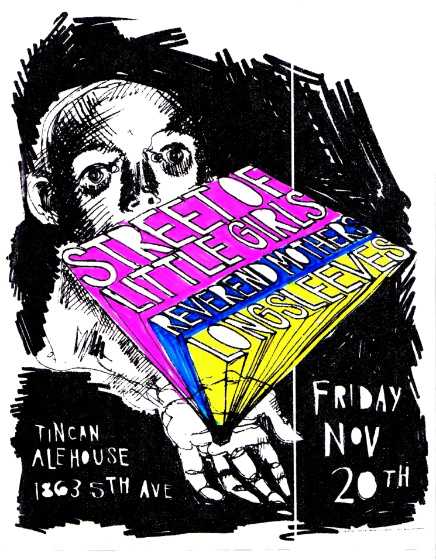 STREET OF
LITTLE GIRLS
REVEREND MOTHERS
LONGSLEEVES
TINCAN
ALEHOUSE
1863 5TH AVE
FRIDAY
NOV
20TH